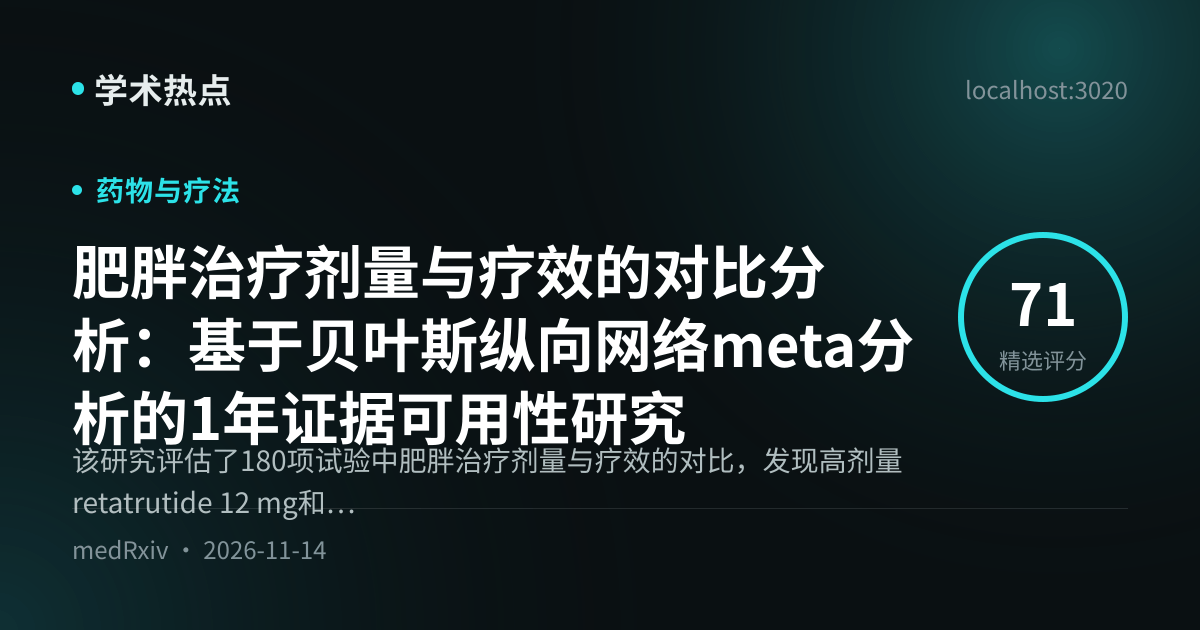 学术热点
localhost:3020
药物与疗法
肥胖治疗剂量与疗效的对比分
析：基于贝叶斯纵向网络meta分
析的1年证据可用性研究
71
精选评分
该研究评估了180项试验中肥胖治疗剂量与疗效的对比，发现高剂量
retatrutide 12 mg和…
medRxiv · 2026-11-14